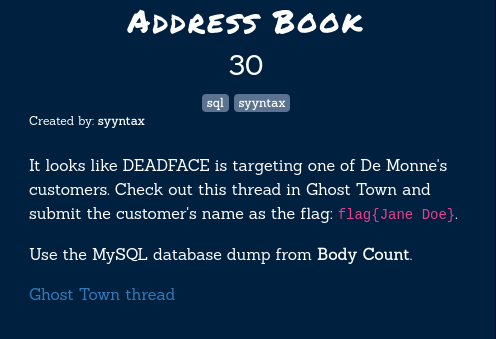 Address Book
30
sql syyntax
Created by: syyntax
It looks like DEADFACE is targeting one of De Monne's
customers. Check out this thread in Ghost Town and
submit the customer's name as the flag: flag{Jane Doe}.
Use the MySQL database dump from Body Count.
Ghost Town thread